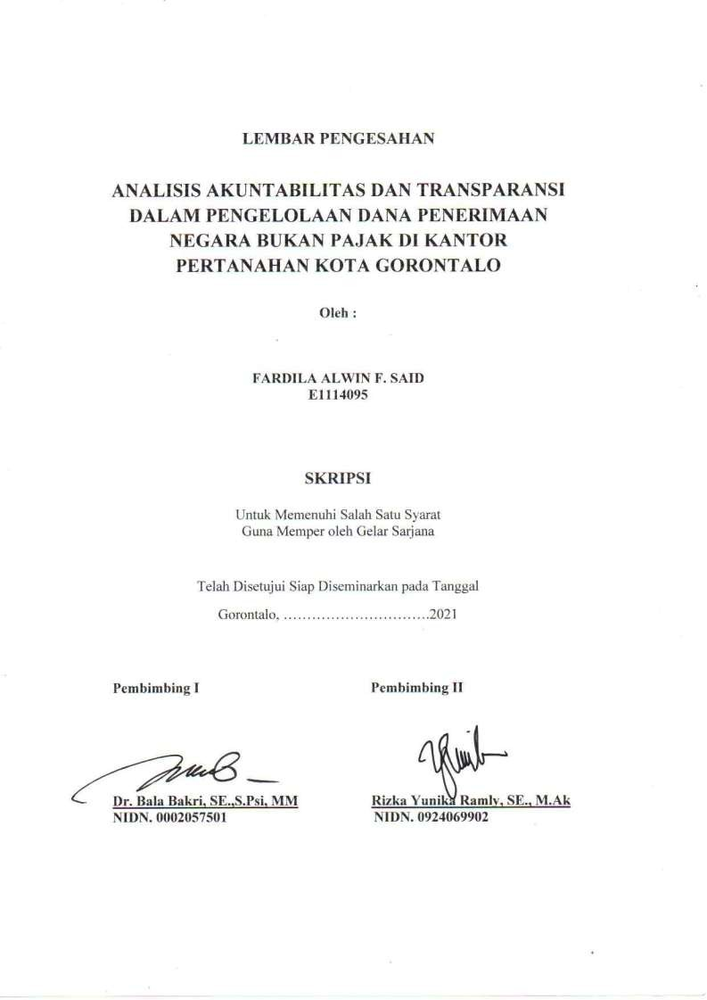 LEMBAR PENGESAHAN
ANALISIS AKUNTABILITAS DAN TRANSPARANSI
DALAM PENGELOLAAN DANA PENERIMAAN
NEGARA BUKAN PAJAK DI KANTOR
PERTANAHAN KOTA GORONTALO
Oleh :
FARDILA ALWIN F. SAID
E1114095
SKRIPSI
Untuk Memenuhi Salah Satu Syarat
Guna Memper oleh Gelar Sarjana
Telah Disetujui Siap Diseminarkan pada Tanggal
Gorontalo, ...............................2021
Pembimbing I
Pembimbing II
Dr. Bala Bakri, SE.,S.Psi, MM
NIDN. 0002057501
Rizka Yunika Ramly, SE., M.Ak
NIDN. 0924069902